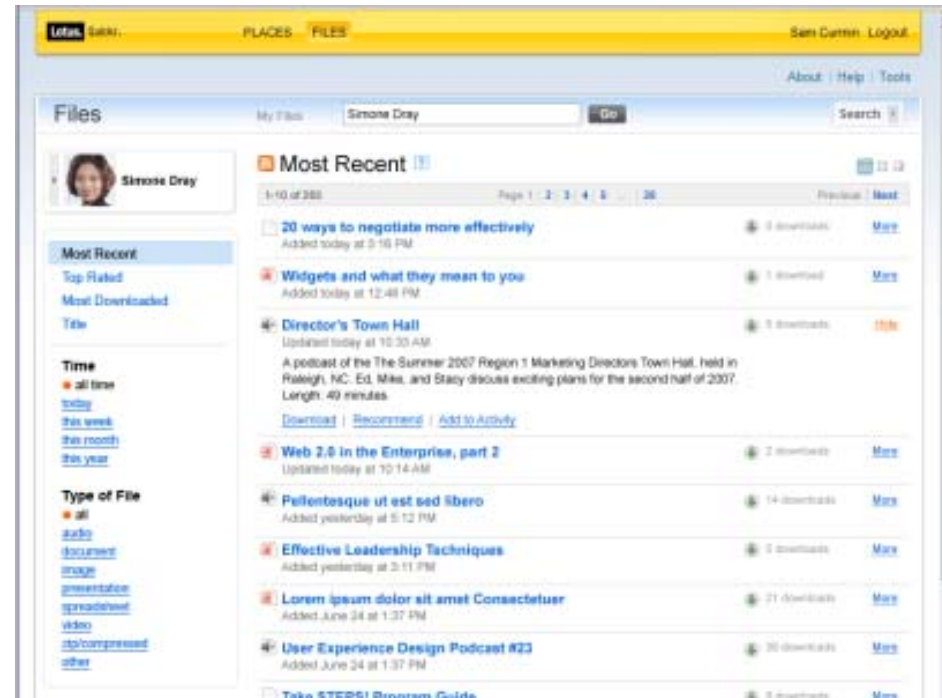 Lotus.
PLACES FILES
Logout
About Help Tools
Files My Files Simone Dray Go Search
Simone Dray
Most Recent
Top Rated
Most Downloaded
Title
Time
all time
today
this week
this month
this year
Type of File
all
audio
document
image
presentation
spreadsheet
video
zip/compressed
other
Most Recent
Page 1 2 3 4 5 Previous Next
20 ways to negotiate more effectively More
Added today at 3:16 PM
Widgets and what they mean to you 1 download More
Added today at 12:48 PM
Director's Town Hall downloads Hide
Updated today at 10:33 AM
A podcast of the The Summer 2007 Region 1 Marketing Directors Town Hall, held in
Raleigh, NC. Ed, Mike, and Stacy discuss exciting plans for the second half of 2007.
Length: 49 minutes.
Download | Recommend | Add to Activity
Web 2.0 in the Enterprise, part 2 2 downloads More
Updated today at 10:14 AM
Pellentesque ut est sed libero 14 downloads More
Added yesterday at 5:12 PM
Effective Leadership Techniques downloads More
Added yesterday at 3:11 PM
Lorem ipsum dolor sit amet Consectetuer 21 downloads More
Added June 24 at 1:37 PM
User Experience Design Podcast #23 downloads More
Added June 24 at 1:37 PM
Take STEPS! Program Guide downloads More